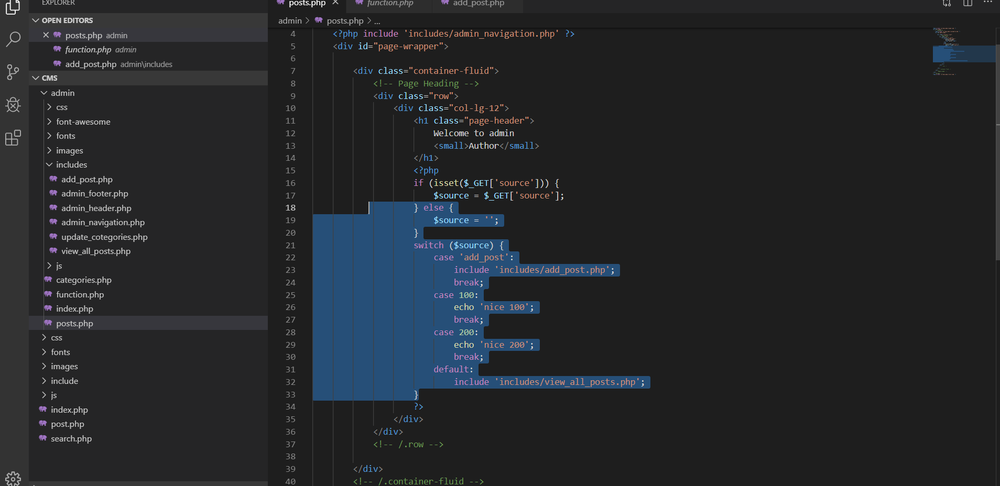 EXPLORER
OPEN EDITORS
posts.php admin
function.php admin
add_post.php admin\includes
CMS
admin
css
font-awesome
fonts
images
includes
add_post.php
admin_footer.php
admin_header.php
admin_navigation.php
update_cotegories.php
view_all_posts.php
js
categories.php
function.php
index.php
posts.php
css
fonts
images
include
js
index.php
post.php
search.php
posts.php function.php add_post.php
admin > posts.php > ...
4 <?php include 'includes/admin_navigation.php' ?>
5 <div id="page-wrapper">
6
7 <div class="container-fluid">
8 <!-- Page Heading -->
9 <div class="row">
10 <div class="col-lg-12">
11 <h1 class="page-header">
12 Welcome to admin
13 <small>Author</small>
14 </h1>
15 <?php
16 if (isset($_GET['source'])) {
17 $source = $_GET['source'];
18 } else {
19 $source = '';
20 }
21 switch ($source) {
22 case 'add_post':
23 include 'includes/add_post.php';
24 break;
25 case 100:
26 echo 'nice 100';
27 break;
28 case 200:
29 echo 'nice 200';
30 break;
31 default:
32 include 'includes/view_all_posts.php';
33 }
34 ?>
35 </div>
36 </div>
37 <!-- /.row -->
38
39 </div>
40 <!-- /.container-fluid -->